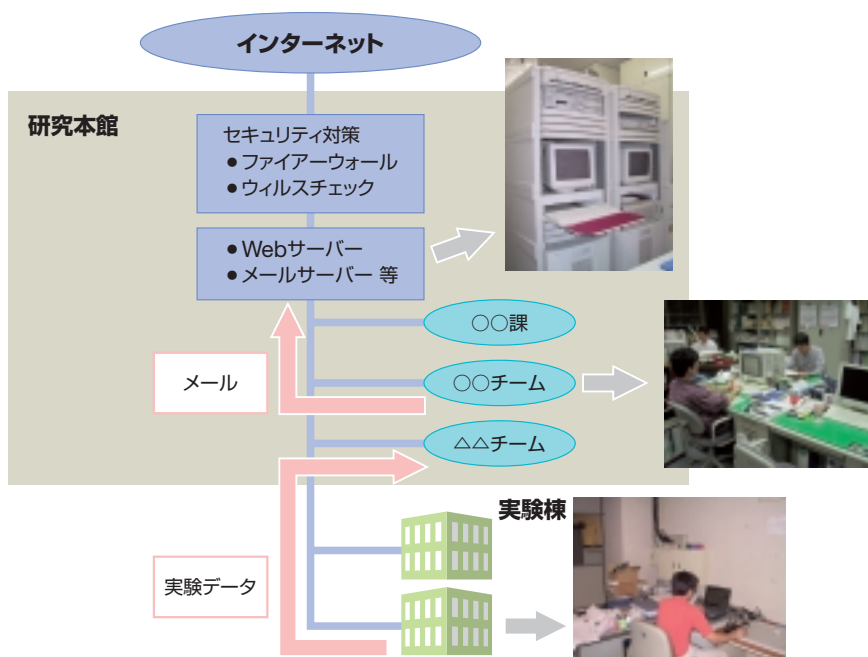 インターネット
研究本館
セキュリティ対策
●ファイアーウォール
●ウィルスチェック
●Webサーバー
●メールサーバー 等
○○課
メール
○○チーム
△△チーム
実験棟
実験データ